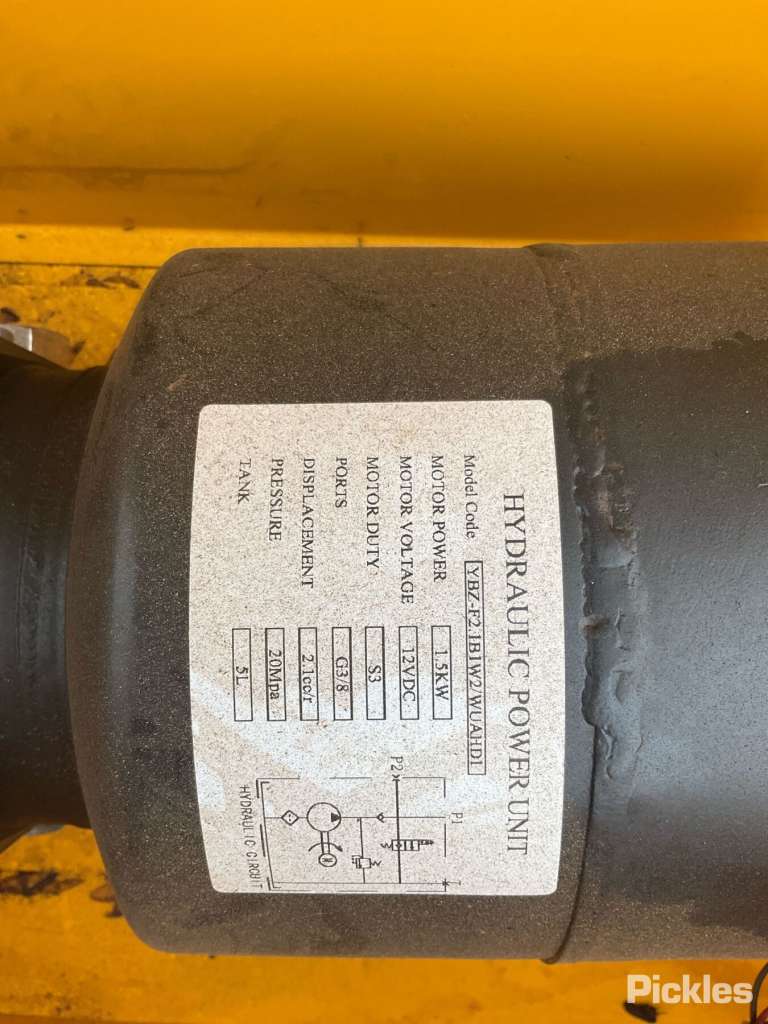 HYDRAULIC POWER UNIT
Model Code YBZ-F2.1B1W2/WUAHD1
MOTOR POWER 1.5KW
MOTOR VOLTAGE 12VDC
MOTOR DUTY S3
PORTS G3/8
DISPLACEMENT 2.1cc/r
PRESSURE 20Mpa
TANK 5L
P2 P1 T
M
HYDRAULIC CIRCUIT
Pickles